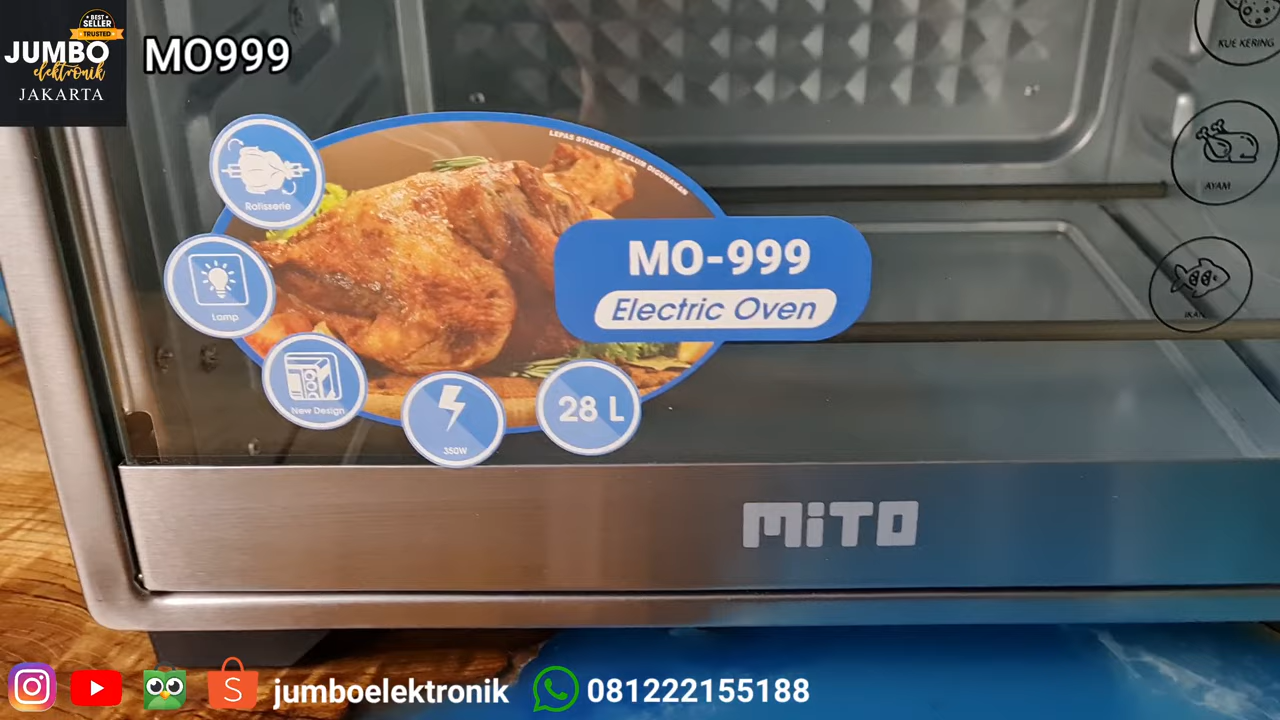 BEST
SELLER
TRUSTED
JUMBO
elektronik
JAKARTA
MO999
KUE KERING
LEPAS STICKER SEBELUM DIGUNAKAN
Rotisserie
AYAM
MO-999
Electric Oven
Lamp
IKAN
New Design
350W
28 L
MiTO
jumboelektronik
081222155188